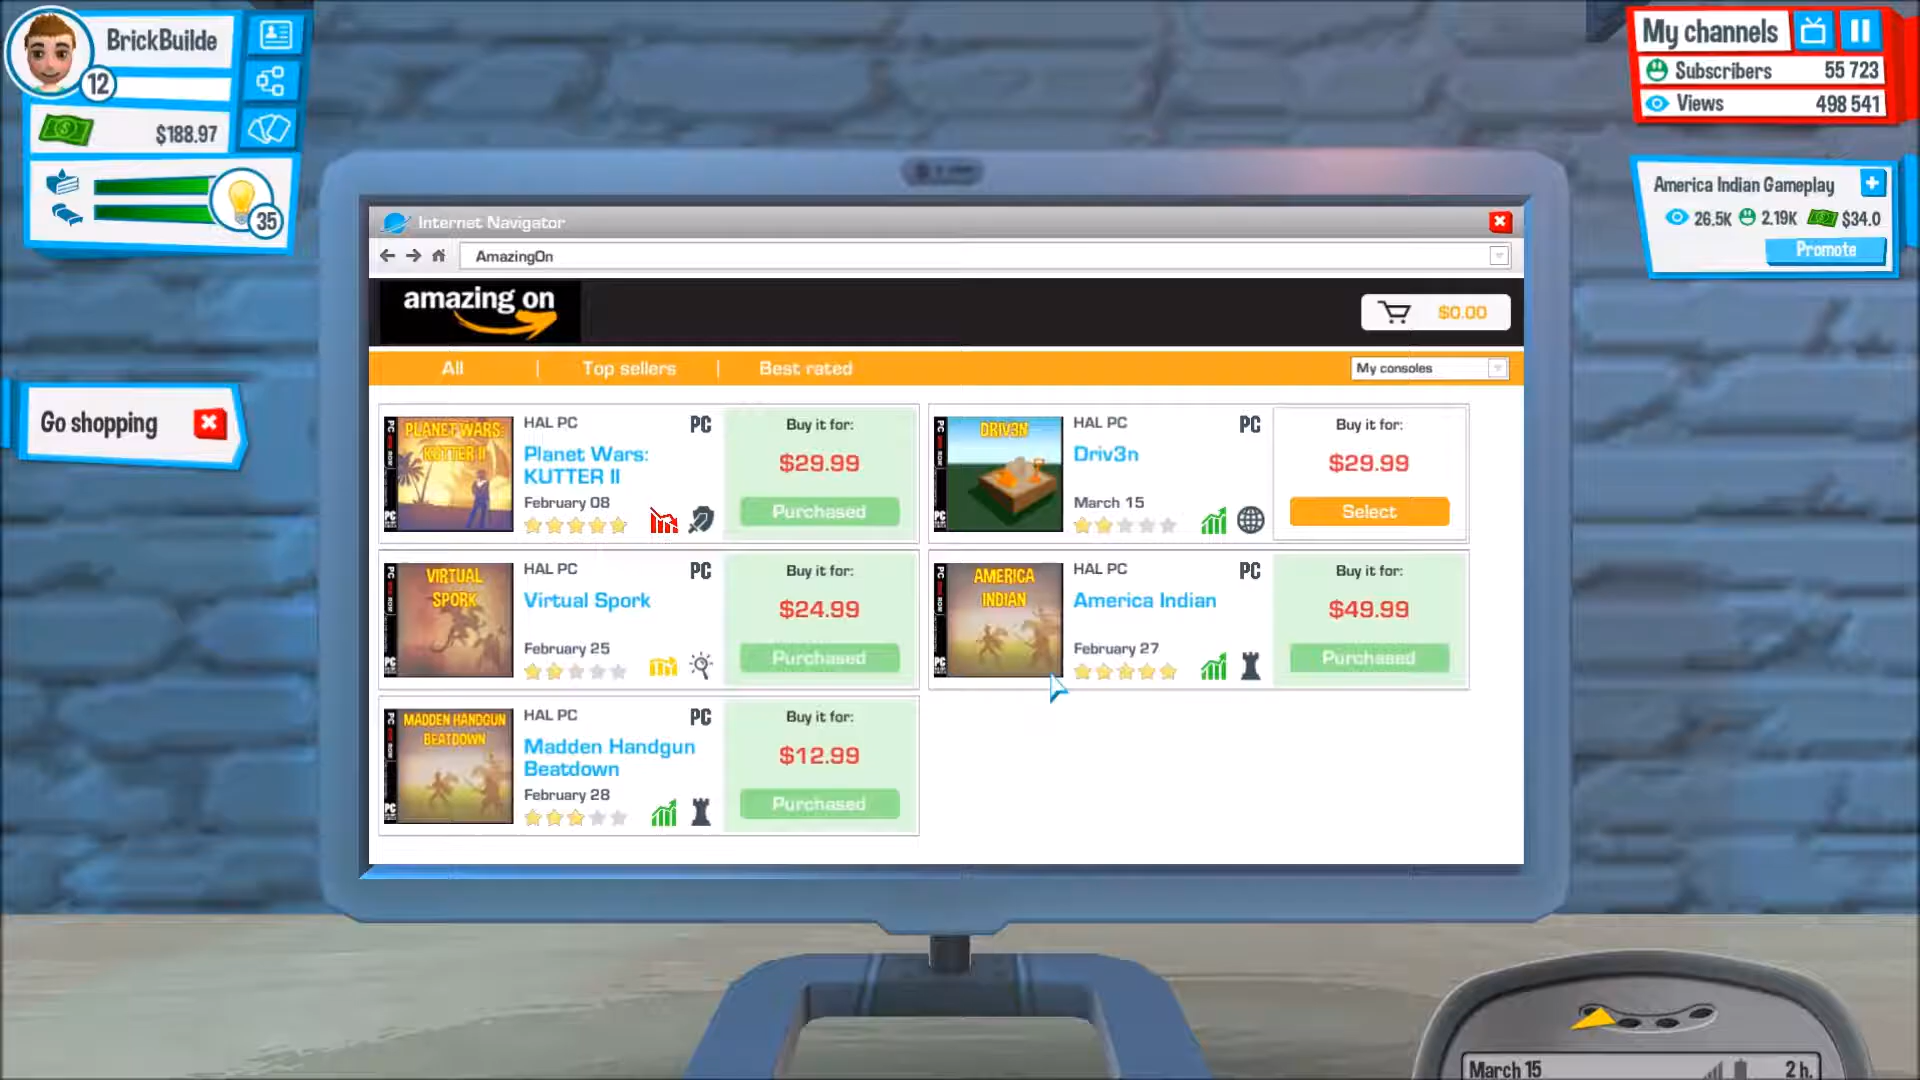 BrickBuilde
12
$188.97
35
My channels
Subscribers 55 723
Views 498 541
America Indian Gameplay
26.5K 2.19K $34.0
Promote
Go shopping
Internet Navigator
AmazingOn
amazing on
$0.00
All | Top sellers | Best rated
My consoles
PLANET WARS:
KUTTER II
HAL PC PC
Planet Wars:
KUTTER II
February 08
Buy it for:
$29.99
Purchased
DRIV3N
HAL PC PC
Driv3n
March 15
Buy it for:
$29.99
Select
VIRTUAL
SPORK
HAL PC PC
Virtual Spork
February 25
Buy it for:
$24.99
Purchased
AMERICA
INDIAN
HAL PC PC
America Indian
February 27
Buy it for:
$49.99
Purchased
MADDEN HANDGUN
BEATDOWN
HAL PC PC
Madden Handgun
Beatdown
February 28
Buy it for:
$12.99
Purchased
March 15 2 h.